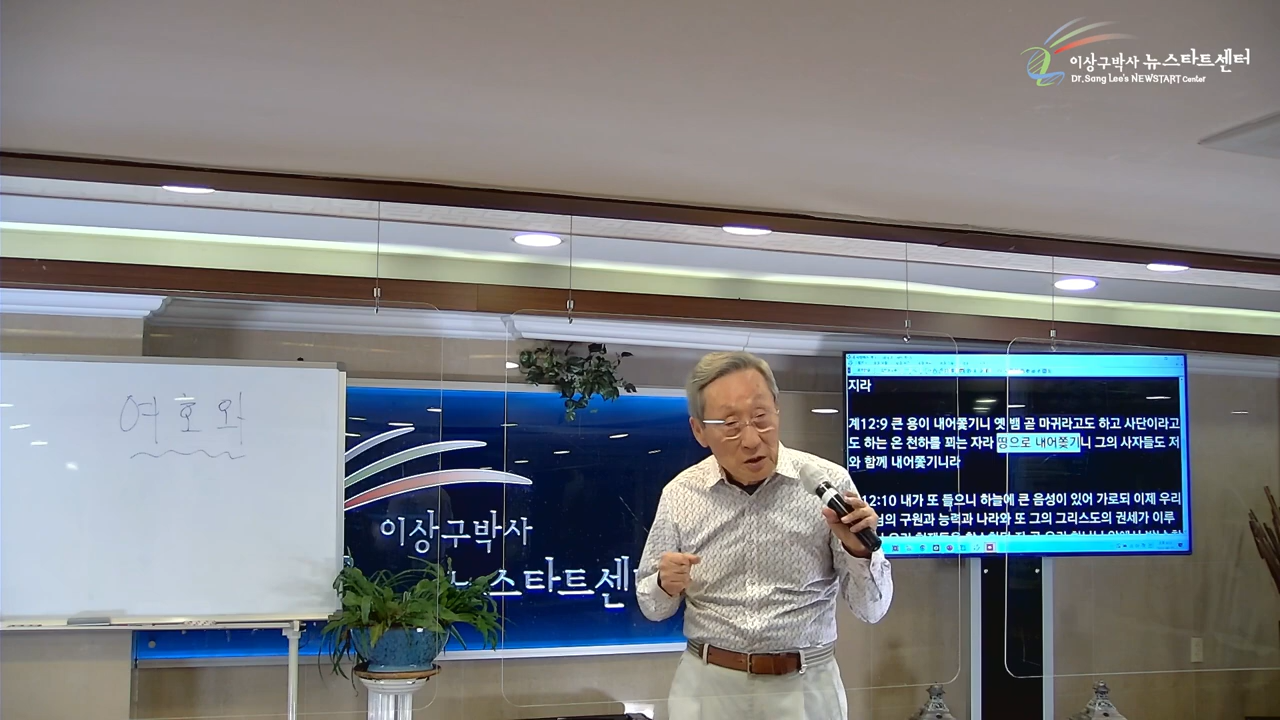 이상구박사 뉴스타트센터
Dr. Sang Lee's NEWSTART Center
여호와
이상구박사
뉴스타트센
지라
계12:9 큰 용이 내어쫓기니 옛 뱀 곧 마귀라고도 하고 사단이라고
도 하는 온 천하를 꾀는 자라 땅으로 내어쫓기니 그의 사자들도 저
와 함께 내어쫓기니라
12:10 내가 또 들으니 하늘에 큰 음성이 있어 가로되 이제 우리
의 구원과 능력과 나라와 또 그의 그리스도의 권세가 이루